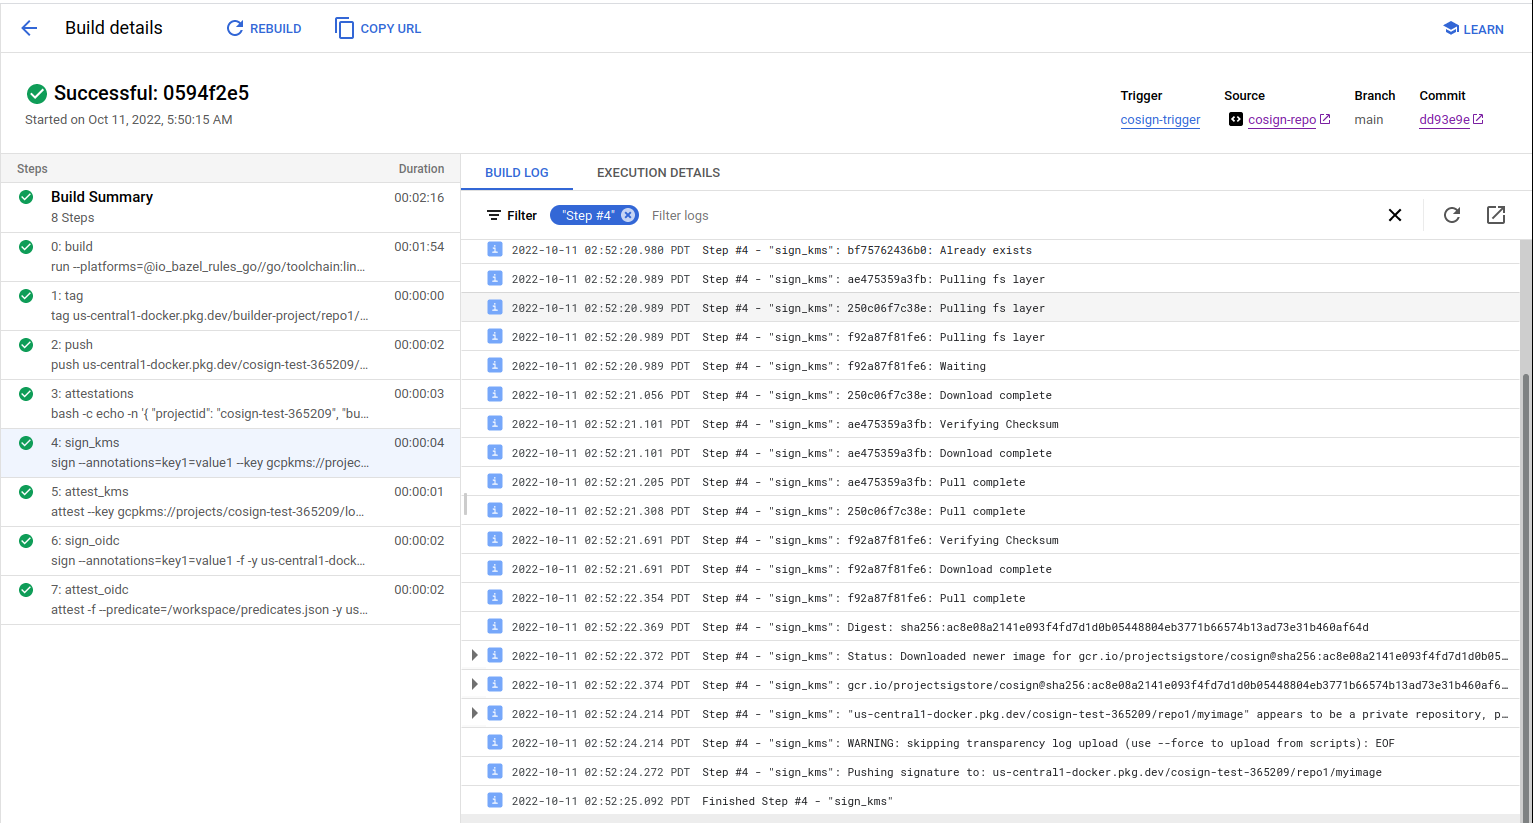 Build details
REBUILD
COPY URL
LEARN
Successful: 0594f2e5
Started on Oct 11, 2022, 5:50:15 AM
Trigger
cosign-trigger
Source
cosign-repo
Branch
main
Commit
dd93e9e
Steps Duration
Build Summary 00:02:16
8 Steps
0: build 00:01:54
run --platforms=@io_bazel_rules_go//go/toolchain:lin...
1: tag 00:00:00
tag us-central1-docker.pkg.dev/builder-project/repo1/...
2: push 00:00:02
push us-central1-docker.pkg.dev/cosign-test-365209/...
3: attestations 00:00:03
bash -c echo -n '{ "projectid": "cosign-test-365209", "bu...
4: sign_kms 00:00:04
sign --annotations=key1=value1 --key gcpkms://projec...
5: attest_kms 00:00:01
attest --key gcpkms://projects/cosign-test-365209/lo...
6: sign_oidc 00:00:02
sign --annotations=key1=value1 -f -y us-central1-dock...
7: attest_oidc 00:00:02
attest -f --predicate=/workspace/predicates.json -y us...
BUILD LOG
EXECUTION DETAILS
Filter
"Step #4"
Filter logs
2022-10-11 02:52:20.980 PDT Step #4 - "sign_kms": bf75762436b0: Already exists
2022-10-11 02:52:20.989 PDT Step #4 - "sign_kms": ae475359a3fb: Pulling fs layer
2022-10-11 02:52:20.989 PDT Step #4 - "sign_kms": 250c06f7c38e: Pulling fs layer
2022-10-11 02:52:20.989 PDT Step #4 - "sign_kms": f92a87f81fe6: Pulling fs layer
2022-10-11 02:52:20.989 PDT Step #4 - "sign_kms": f92a87f81fe6: Waiting
2022-10-11 02:52:21.056 PDT Step #4 - "sign_kms": 250c06f7c38e: Download complete
2022-10-11 02:52:21.101 PDT Step #4 - "sign_kms": ae475359a3fb: Verifying Checksum
2022-10-11 02:52:21.101 PDT Step #4 - "sign_kms": ae475359a3fb: Download complete
2022-10-11 02:52:21.205 PDT Step #4 - "sign_kms": ae475359a3fb: Pull complete
2022-10-11 02:52:21.308 PDT Step #4 - "sign_kms": 250c06f7c38e: Pull complete
2022-10-11 02:52:21.691 PDT Step #4 - "sign_kms": f92a87f81fe6: Verifying Checksum
2022-10-11 02:52:21.691 PDT Step #4 - "sign_kms": f92a87f81fe6: Download complete
2022-10-11 02:52:22.354 PDT Step #4 - "sign_kms": f92a87f81fe6: Pull complete
2022-10-11 02:52:22.369 PDT Step #4 - "sign_kms": Digest: sha256:ac8e08a2141e093f4fd7d1d0b05448804eb3771b66574b13ad73e31b460af64d
2022-10-11 02:52:22.372 PDT Step #4 - "sign_kms": Status: Downloaded newer image for gcr.io/projectsigstore/cosign@sha256:ac8e08a2141e093f4fd7d1d0b05...
2022-10-11 02:52:22.374 PDT Step #4 - "sign_kms": gcr.io/projectsigstore/cosign@sha256:ac8e08a2141e093f4fd7d1d0b05448804eb3771b66574b13ad73e31b460af6...
2022-10-11 02:52:24.214 PDT Step #4 - "sign_kms": "us-central1-docker.pkg.dev/cosign-test-365209/repo1/myimage" appears to be a private repository, p...
2022-10-11 02:52:24.214 PDT Step #4 - "sign_kms": WARNING: skipping transparency log upload (use --force to upload from scripts): EOF
2022-10-11 02:52:24.272 PDT Step #4 - "sign_kms": Pushing signature to: us-central1-docker.pkg.dev/cosign-test-365209/repo1/myimage
2022-10-11 02:52:25.092 PDT Finished Step #4 - "sign_kms"